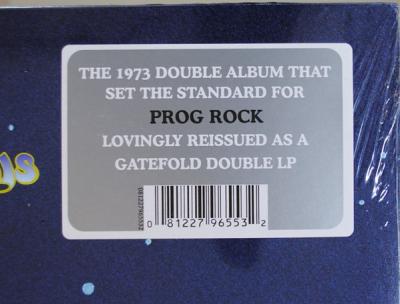 THE 1973 DOUBLE ALBUM THAT
SET THE STANDARD FOR
PROG ROCK
LOVINGLY REISSUED AS A
GATEFOLD DOUBLE LP
081227965532
0 81227 96553 2